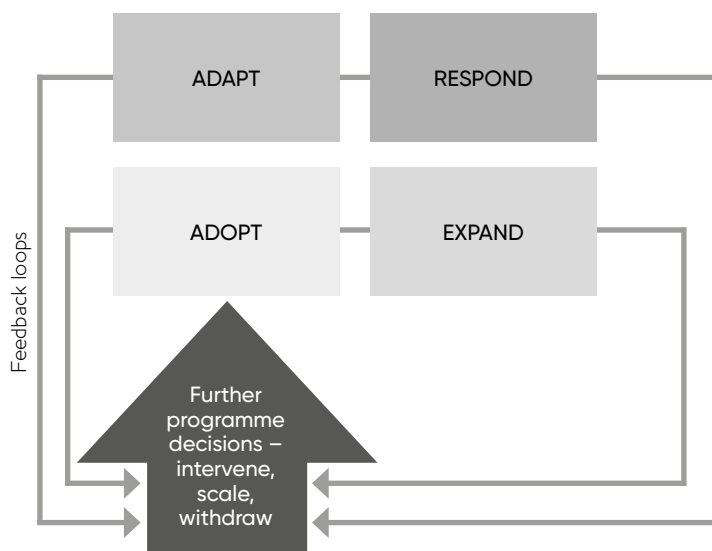 ADAPT
RESPOND
ADOPT
EXPAND
Feedback loops
Further
programme
decisions –
intervene,
scale,
withdraw